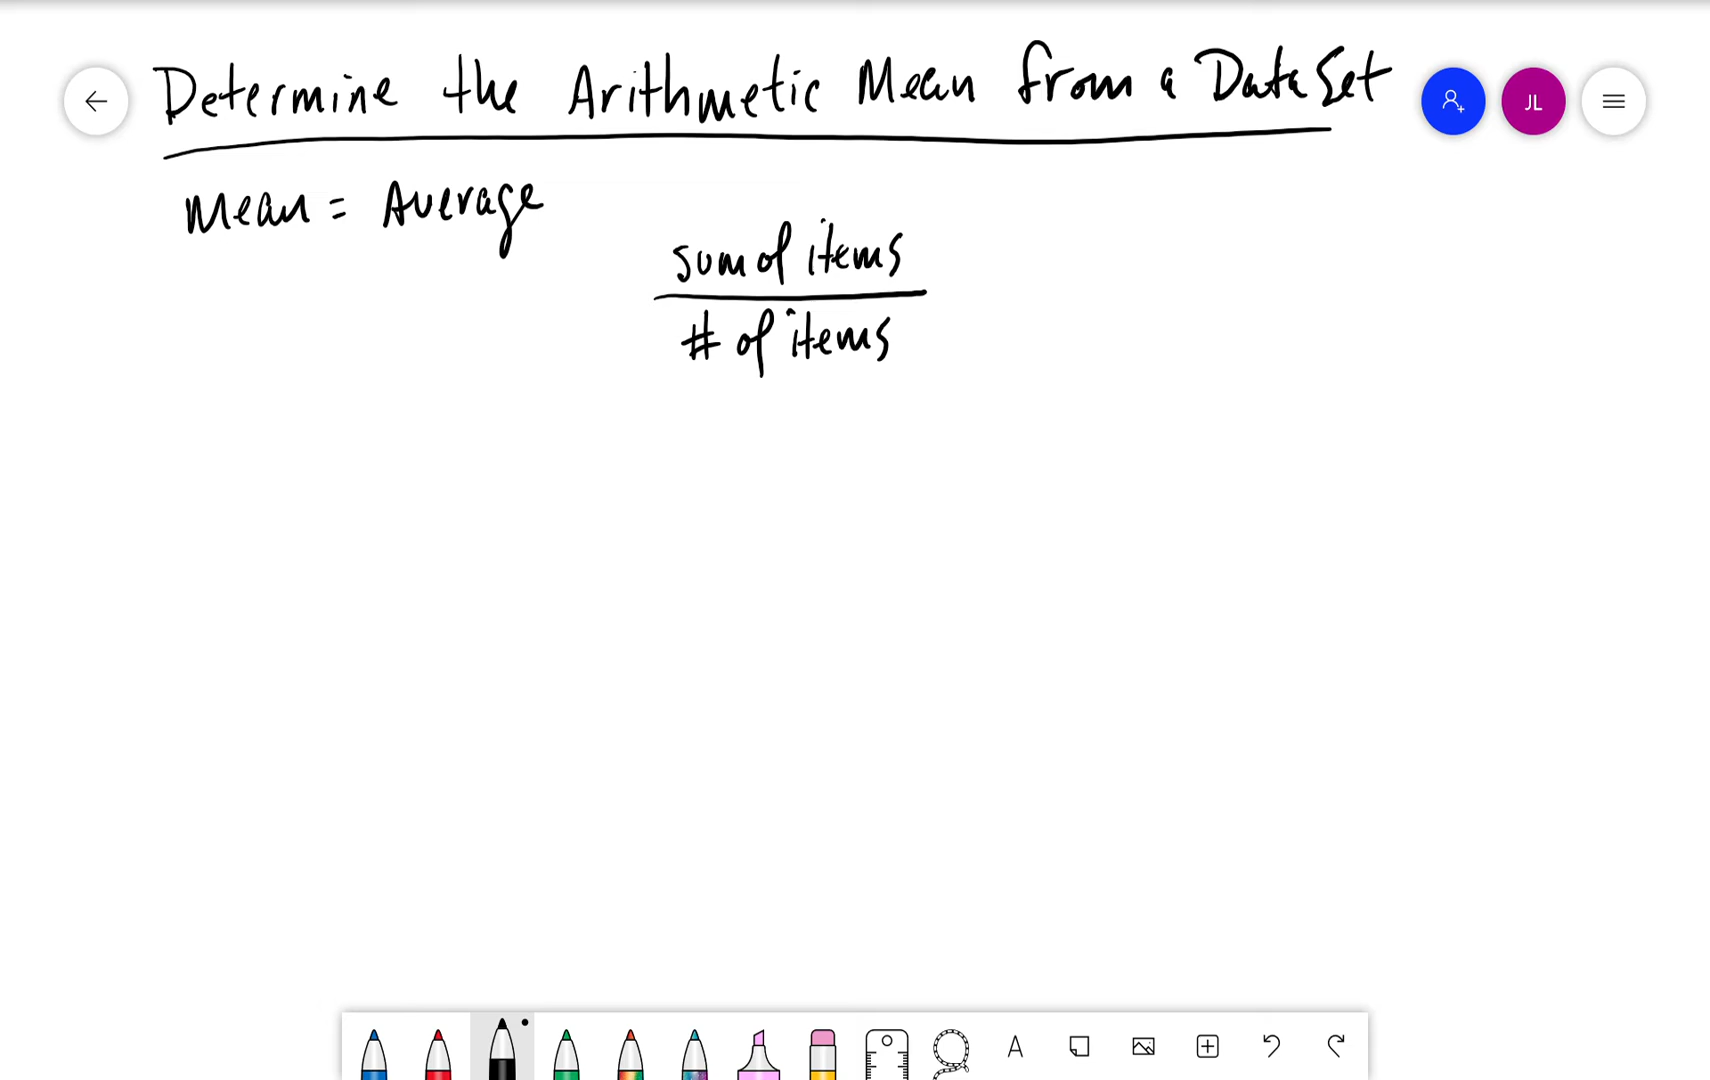 Determine the Arithmetic Mean from a Data Set
JL
Mean = Average
sum of items
# of items
A